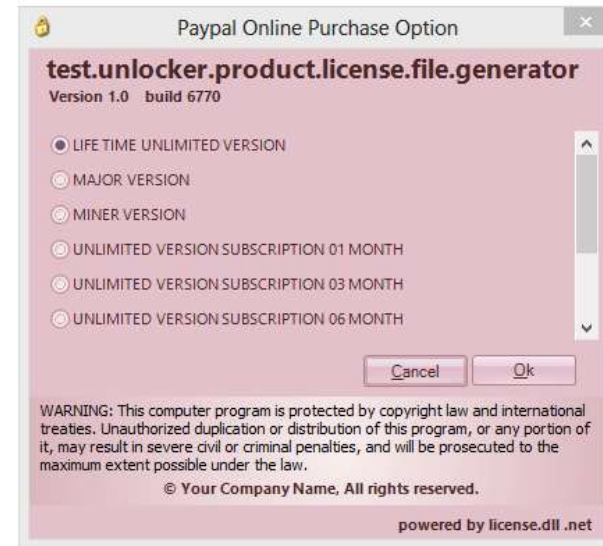 Paypal Online Purchase Option
test.unlocker.product.license.file.generator
Version 1.0 build 6770
LIFE TIME UNLIMITED VERSION
MAJOR VERSION
MINER VERSION
UNLIMITED VERSION SUBSCRIPTION 01 MONTH
UNLIMITED VERSION SUBSCRIPTION 03 MONTH
UNLIMITED VERSION SUBSCRIPTION 06 MONTH
Cancel Ok
WARNING: This computer program is protected by copyright law and international
treaties. Unauthorized duplication or distribution of this program, or any portion of
it, may result in severe civil or criminal penalties, and will be prosecuted to the
maximum extent possible under the law.
© Your Company Name, All rights reserved.
powered by license.dll .net